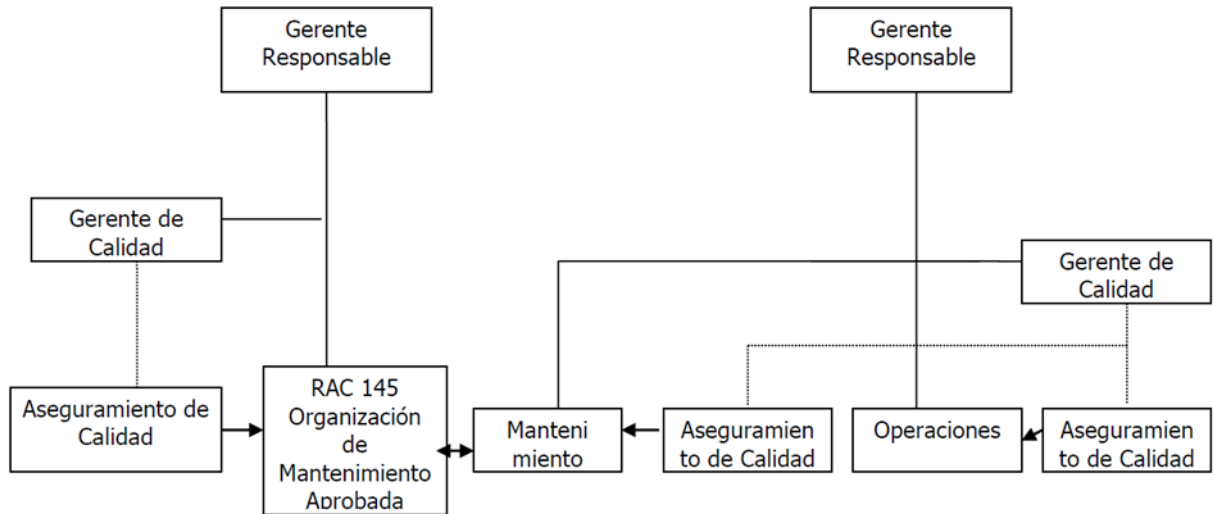 Gerente
Responsable
Gerente
Responsable
Gerente de
Calidad
Gerente de
Calidad
Aseguramiento de
Calidad
RAC 145
Organización
de
Mantenimiento
Aprobada
Manteni
miento
Aseguramien
to de Calidad
Operaciones
Aseguramien
to de Calidad